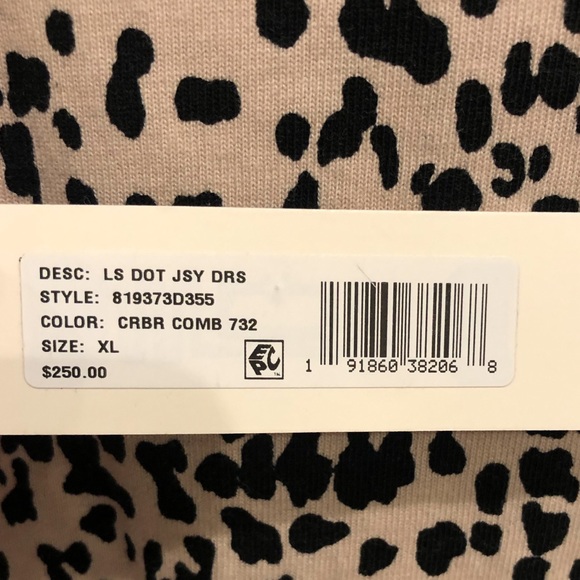 DESC: LS DOT JSY DRS
STYLE: 819373D355
COLOR: CRBR COMB 732
SIZE: XL
$250.00
EPC
1 91860 38206 8